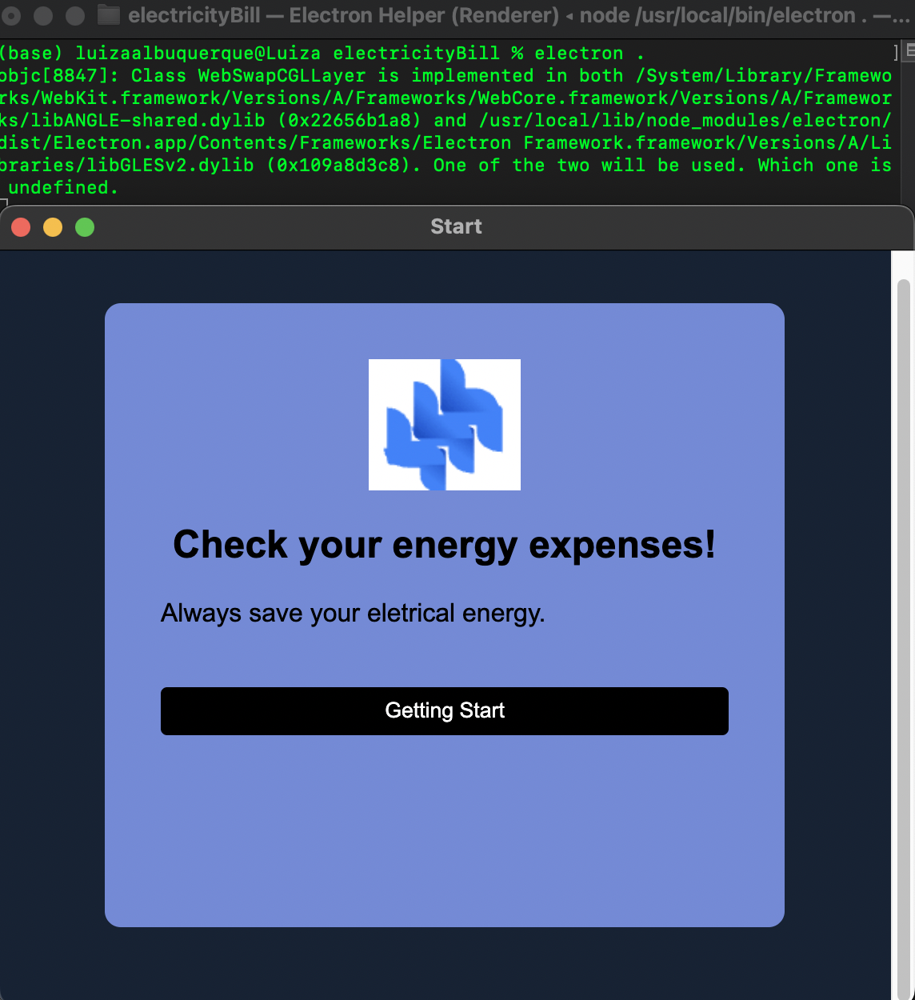 electricityBill — Electron Helper (Renderer) ◂ node /usr/local/bin/electron . —...
(base) luizaalbuquerque@Luiza electricityBill % electron . ]
objc[8847]: Class WebSwapCGLLayer is implemented in both /System/Library/Framewo
rks/WebKit.framework/Versions/A/Frameworks/WebCore.framework/Versions/A/Framewor
ks/libANGLE-shared.dylib (0x22656b1a8) and /usr/local/lib/node_modules/electron/
dist/Electron.app/Contents/Frameworks/Electron Framework.framework/Versions/A/Li
braries/libGLESv2.dylib (0x109a8d3c8). One of the two will be used. Which one is
undefined.
Start
Check your energy expenses!
Always save your eletrical energy.
Getting Start